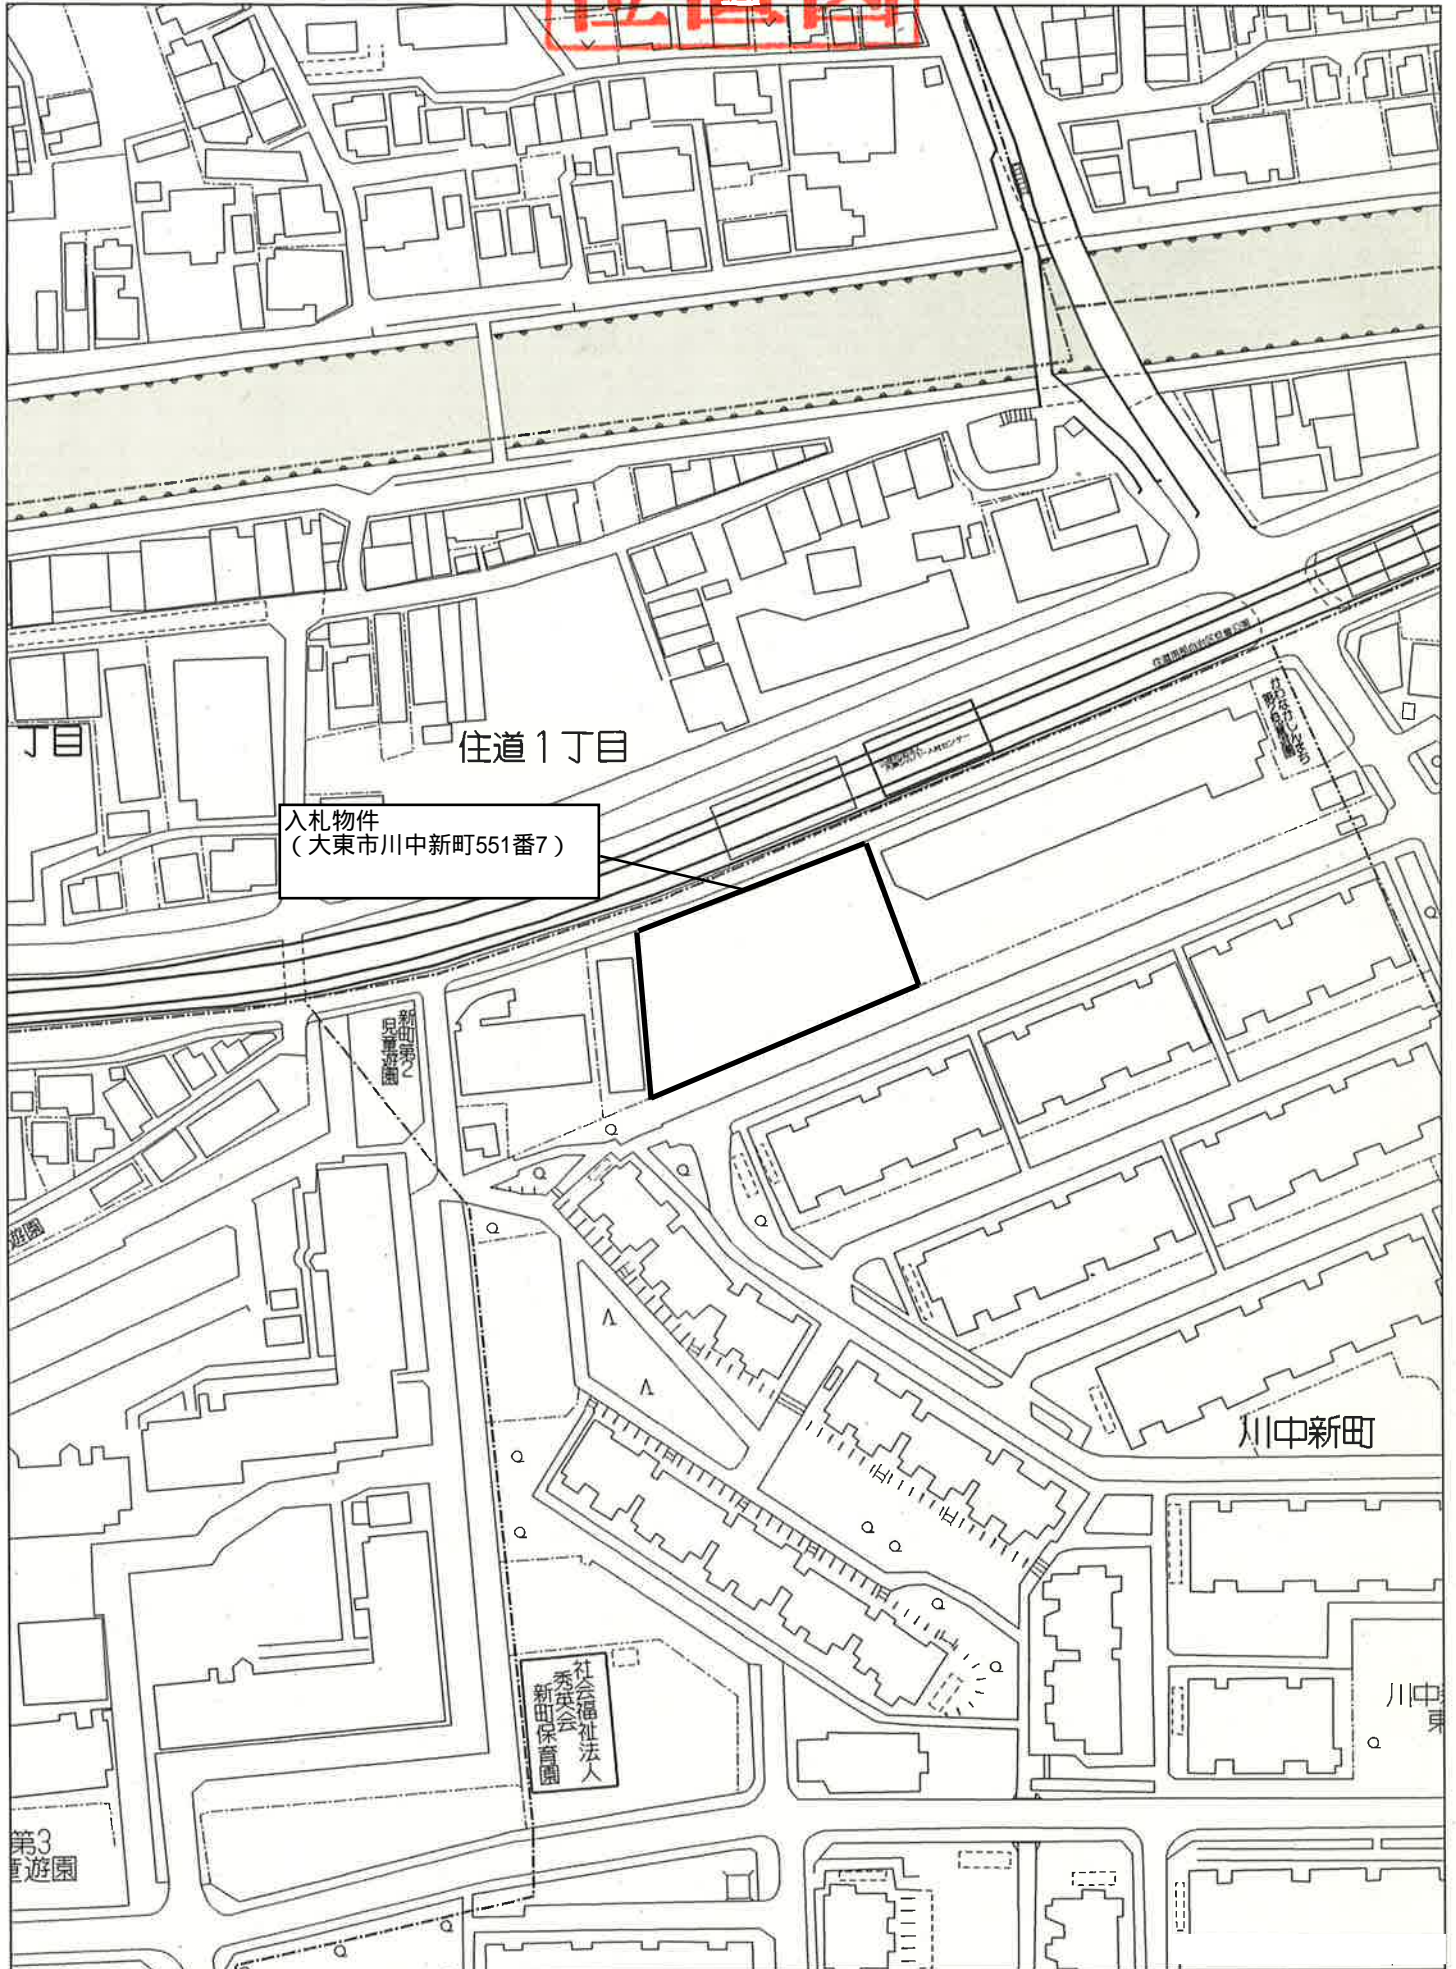 位置図
住道1丁目
丁目
入札物件
(大東市川中新町551番7)
新町第2
児童遊園
遊園
川中新町
社会福祉法人
秀英会
新町保育園
川中
東
第3
童遊園